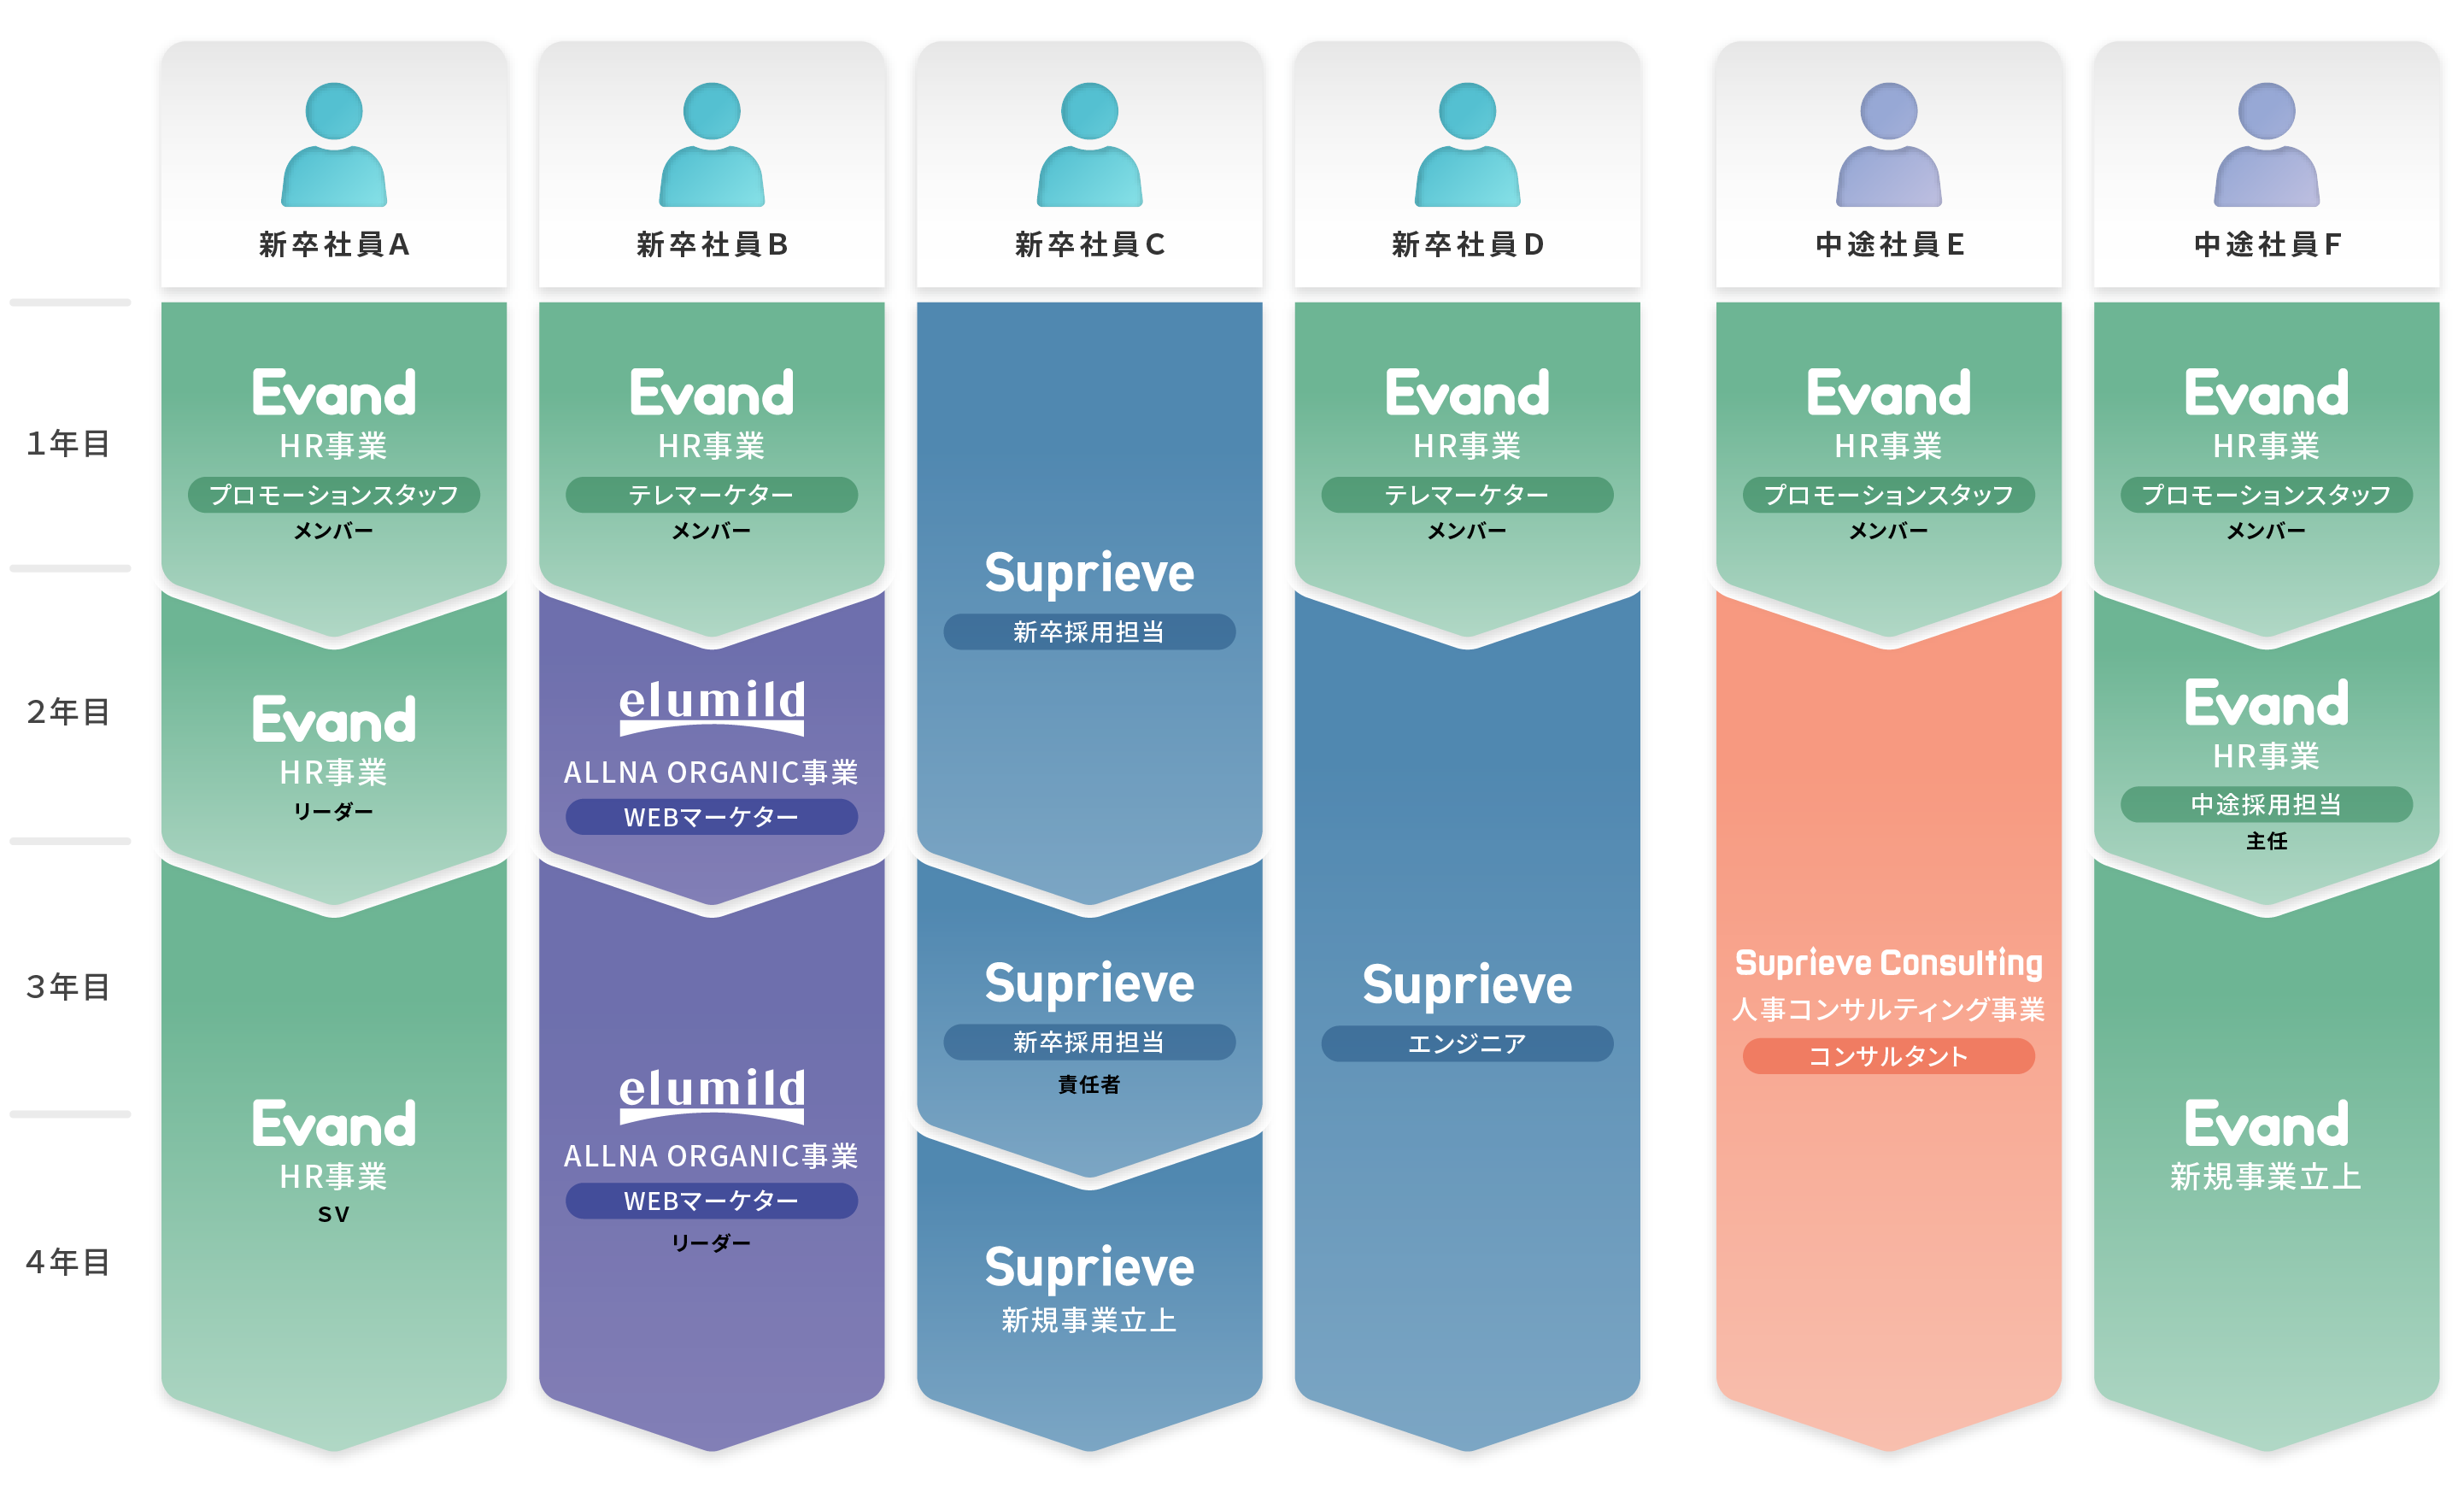 新卒社員A
新卒社員B
新卒社員C
新卒社員D
中途社員E
中途社員F
1年目
2年目
3年目
4年目
Evand
HR事業
プロモーションスタッフ
メンバー
Evand
HR事業
リーダー
Evand
HR事業
SV
Evand
HR事業
テレマーケター
メンバー
elumild
ALLNA ORGANIC事業
WEBマーケター
elumild
ALLNA ORGANIC事業
WEBマーケター
リーダー
Suprieve
新卒採用担当
Suprieve
新卒採用担当
責任者
Suprieve
新規事業立上
Evand
HR事業
テレマーケター
メンバー
Suprieve
エンジニア
Evand
HR事業
プロモーションスタッフ
メンバー
Suprieve Consulting
人事コンサルティング事業
コンサルタント
Evand
HR事業
プロモーションスタッフ
メンバー
Evand
HR事業
中途採用担当
主任
Evand
新規事業立上